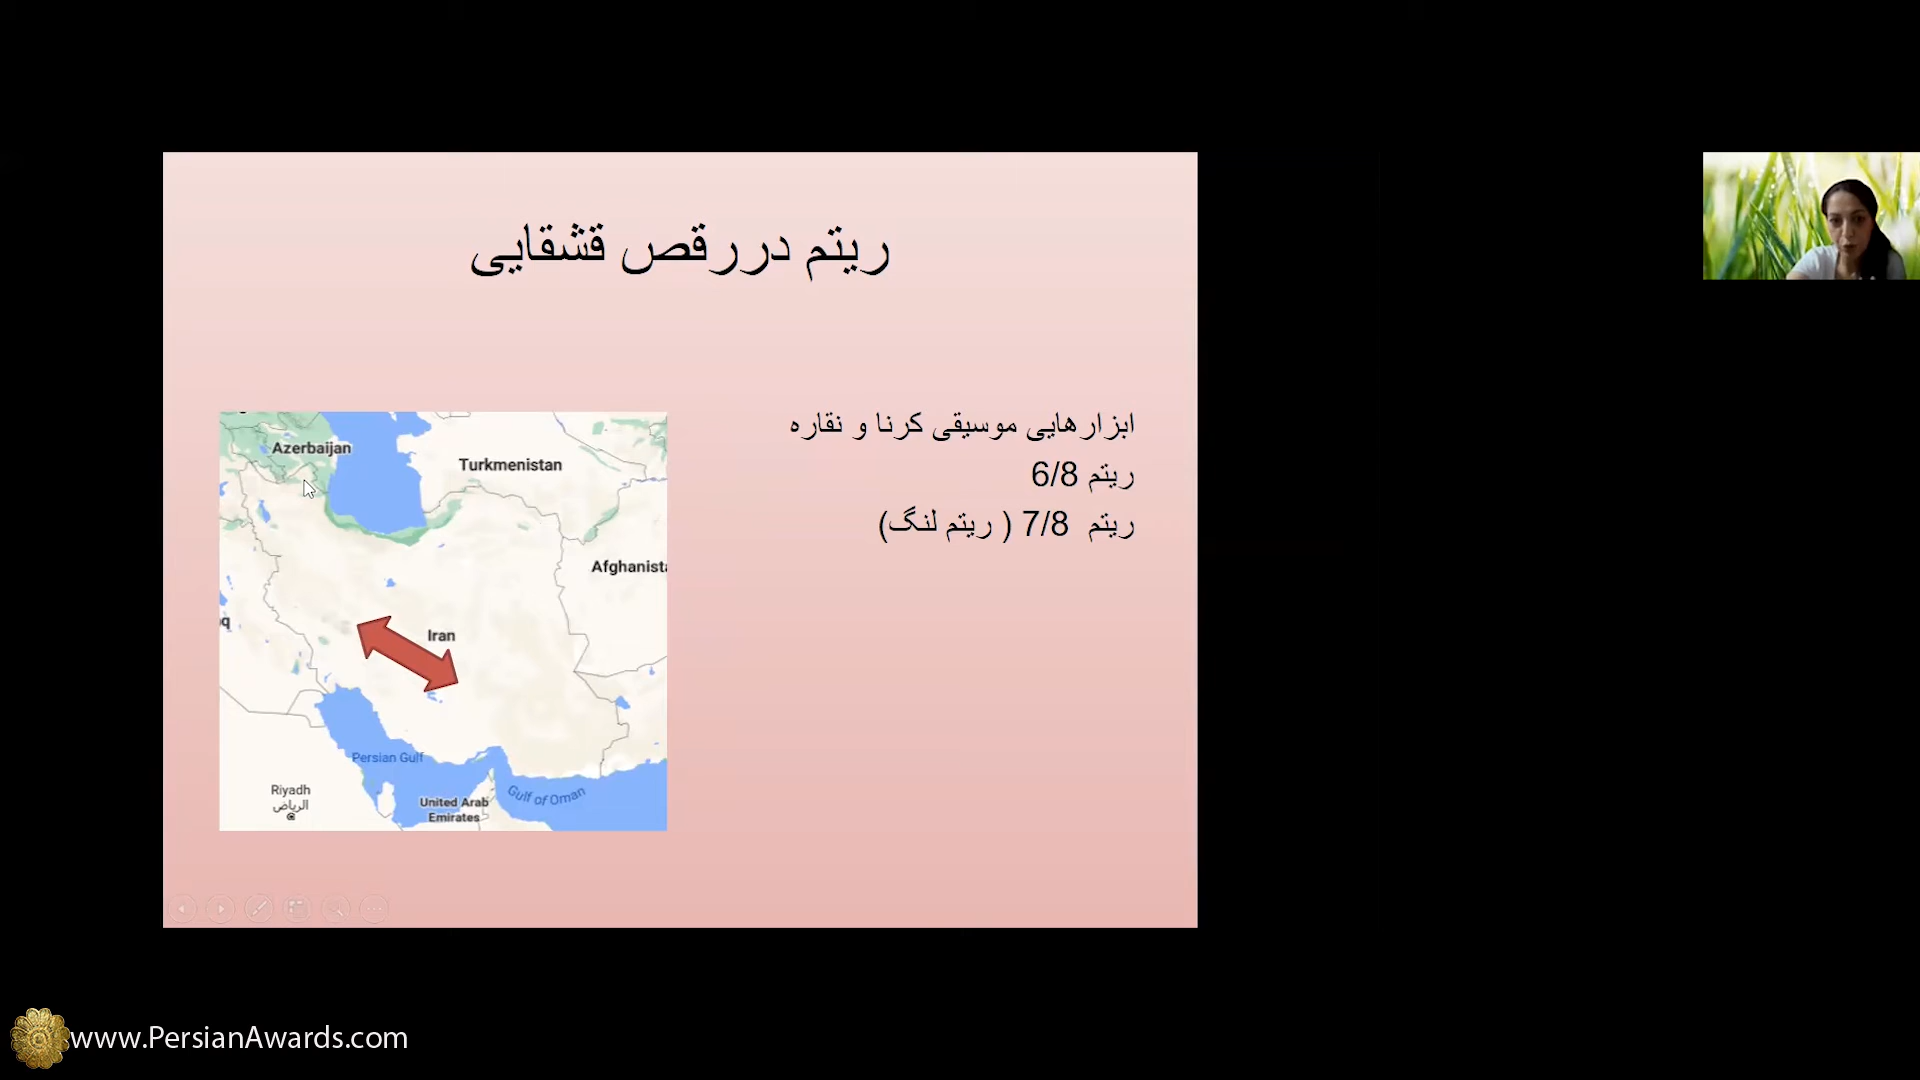 ریتم دررقص قشقایی
ابزارهایی موسیقی کرنا و نقاره
ریتم 6/8
ریتم 7/8 ( ریتم لنگ)
Azerbaijan
Turkmenistan
Afghanista
q
Iran
Persian Gulf
Riyadh
الرياض
United Arab
Emirates
Gulf of Oman
www.PersianAwards.com